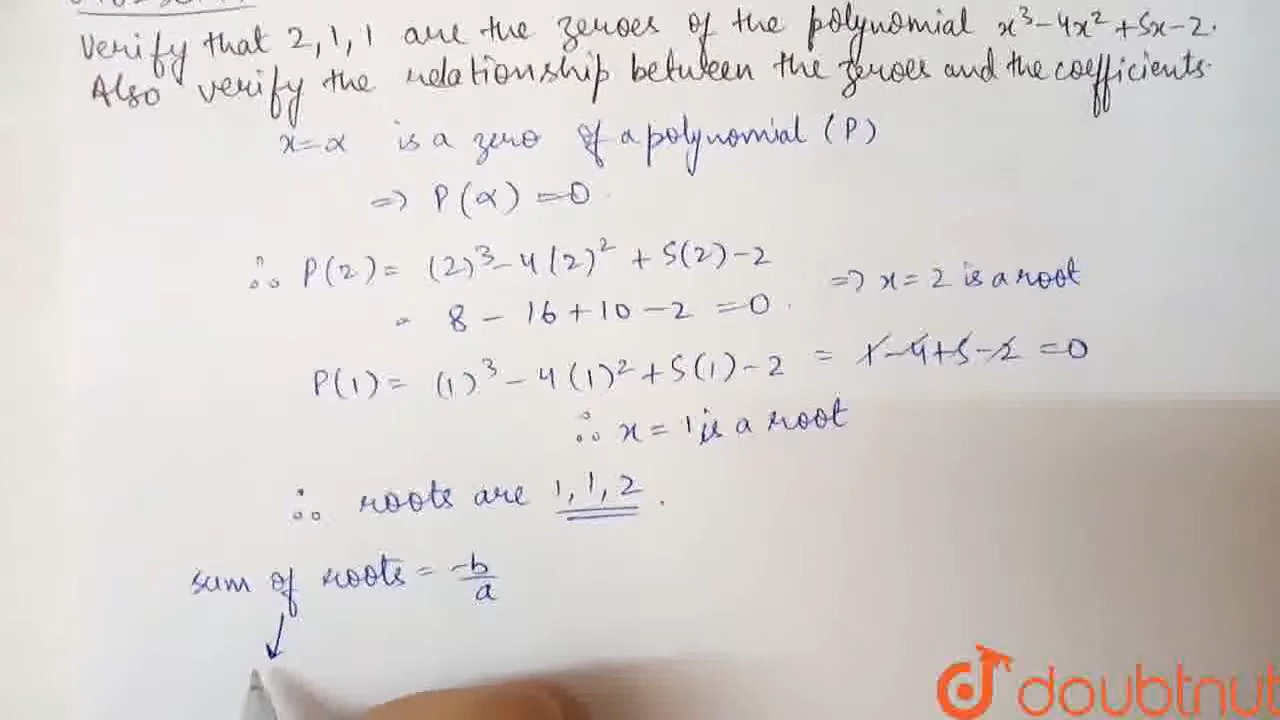 Verify that 2, 1, 1 are the zeroes of the polynomial x³-4x²+5x-2.
Also verify the relationship between the zeroes and the coefficients.
x=α is a zero of a polynomial (P)
=> P(α) =0.
∴ P(2) = (2)³-4(2)²+5(2)-2
= 8 - 16+10-2 =0. => x=2 is a root
P(1)= (1)³-4(1)²+5(1)-2 = 1-4+5-2 =0
∴ x=1 is a root
∴ roots are 1, 1, 2.
sum of roots = -b/a
doubtnut